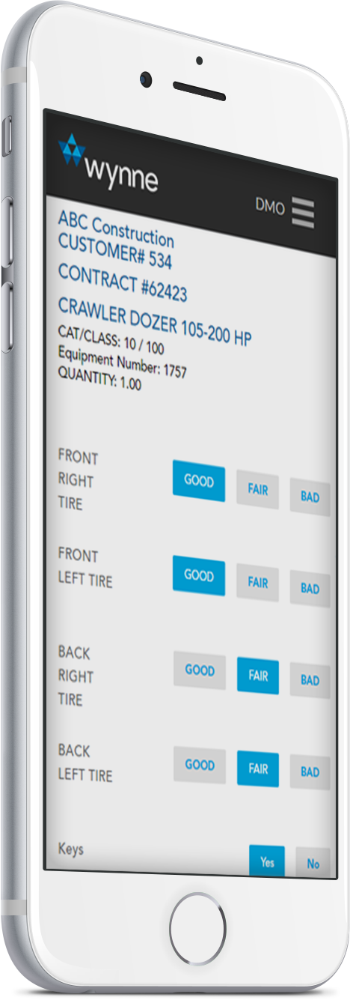 wynne
DMO
ABC Construction
CUSTOMER# 534
CONTRACT #62423
CRAWLER DOZER 105-200 HP
CAT/CLASS: 10 / 100
Equipment Number: 1757
QUANTITY: 1.00
FRONT
RIGHT
TIRE
GOOD FAIR BAD
FRONT
LEFT TIRE
GOOD FAIR BAD
BACK
RIGHT
TIRE
GOOD FAIR BAD
BACK
LEFT TIRE
GOOD FAIR BAD
Keys
Yes No